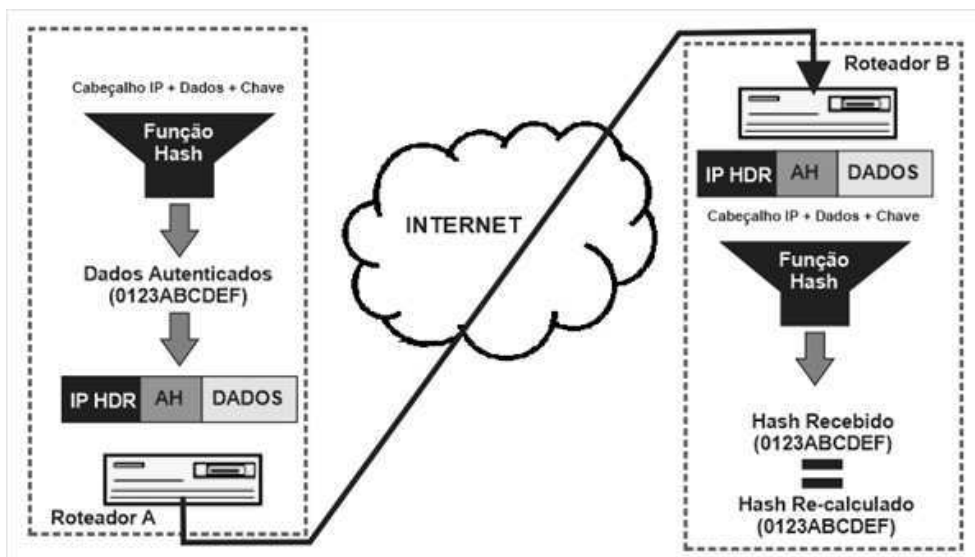 Cabeçalho IP + Dados + Chave
Função
Hash
Dados Autenticados
(0123ABCDEF)
IP HDR AH DADOS
Roteador A
INTERNET
Roteador B
IP HDR AH DADOS
Cabeçalho IP + Dados + Chave
Função
Hash
Hash Recebido
(0123ABCDEF)
=
Hash Re-calculado
(0123ABCDEF)